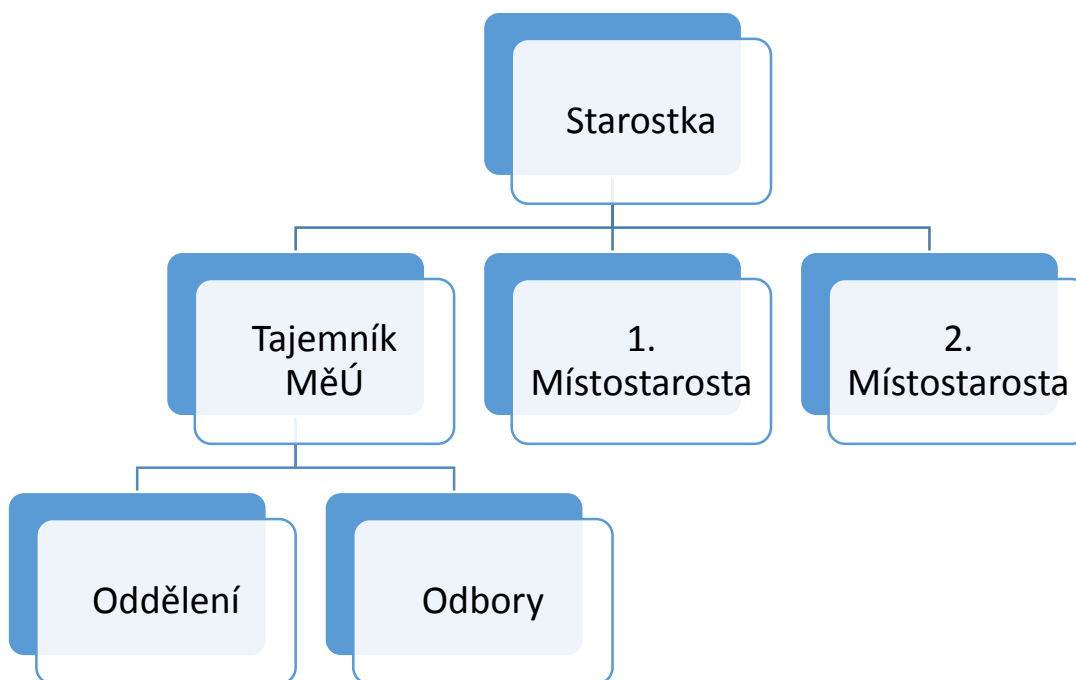 Starostka
Tajemník
MěÚ
1.
Místostarosta
2.
Místostarosta
Oddělení
Odbory